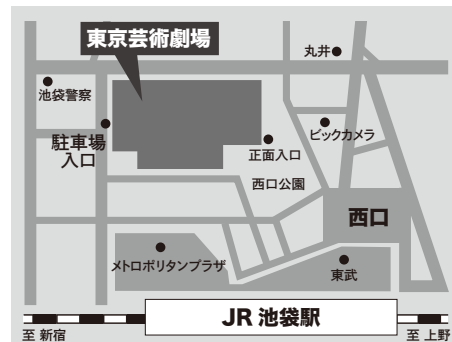 東京芸術劇場
丸井
池袋警察
駐車場
入口
正面入口
ビックカメラ
西口公園
西口
メトロポリタンプラザ
東武
JR 池袋駅
至 新宿
至 上野